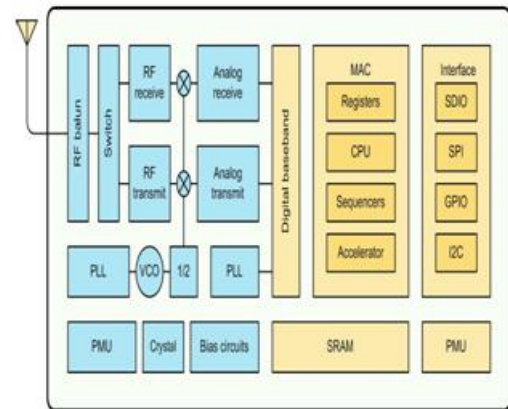 RF balun
Switch
RF
receive
RF
transmit
Analog
receive
Analog
transmit
Digital baseband
PLL
VCO
1/2
PLL
MAC
Registers
CPU
Sequencers
Accelerator
Interface
SDIO
SPI
GPIO
I2C
PMU
Crystal
Bias circuits
SRAM
PMU